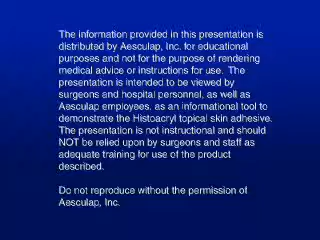 The information provided in this presentation is
distributed by Aesculap, Inc. for educational
purposes and not for the purpose of rendering
medical advice or instructions for use. The
presentation is intended to be viewed by
surgeons and hospital personnel, as well as
Aesculap employees, as an informational tool to
demonstrate the Histoacryl topical skin adhesive.
The presentation is not instructional and should
NOT be relied upon by surgeons and staff as
adequate training for use of the product
described.
Do not reproduce without the permission of
Aesculap, Inc.